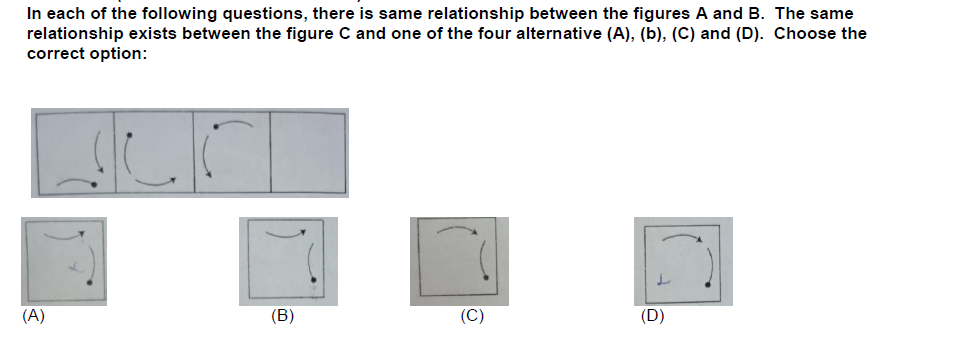 In each of the following questions, there is same relationship between the figures A and B. The same
relationship exists between the figure C and one of the four alternative (A), (b), (C) and (D). Choose the
correct option:
(A)
(B)
(C)
(D)